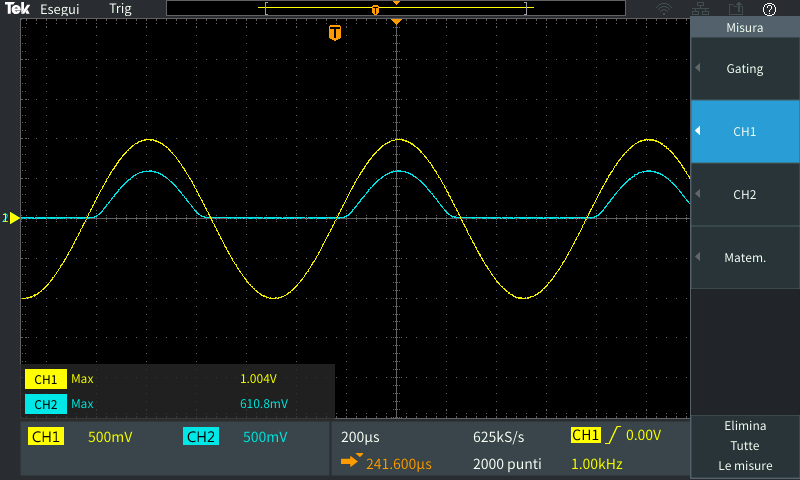 Tek Esegui Trig
T
T
Misura
Gating
CH1
CH2
Matem.
CH1 Max 1.004V
CH2 Max 610.8mV
CH1 500mV CH2 500mV 200µs 625kS/s CH1 0.00V
241.600µs 2000 punti 1.00kHz
Elimina
Tutte
Le misure